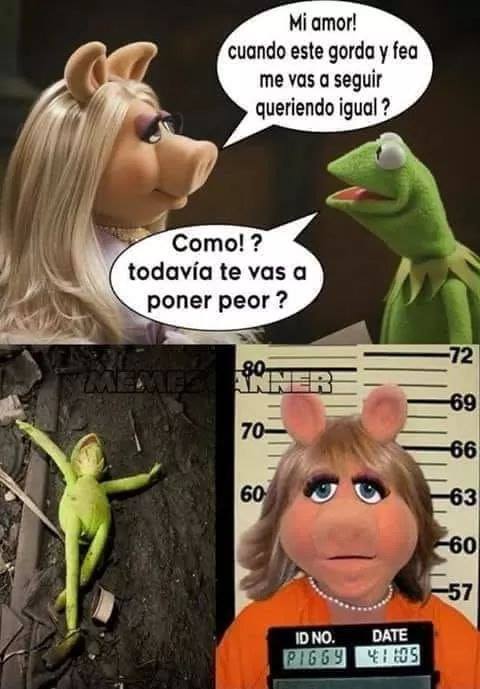 Mi amor!
cuando este gorda y fea
me vas a seguir
queriendo igual ?
Como! ?
todavía te vas a
poner peor ?
80
70
60
72
69
66
63
60
57
ID NO. DATE
PIGGY 4:11:05